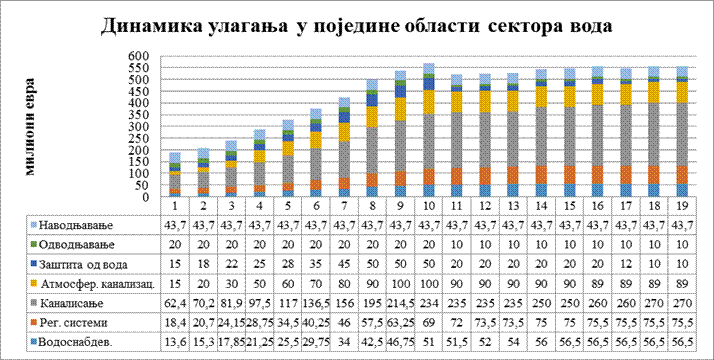 Динамика улагања у поједине области сектора вода
милиони евра
600
550
500
450
400
350
300
250
200
150
100
50
0
1 2 3 4 5 6 7 8 9 10 11 12 13 14 15 16 17 18 19
Наводњавање 43,7 43,7 43,7 43,7 43,7 43,7 43,7 43,7 43,7 43,7 43,7 43,7 43,7 43,7 43,7 43,7 43,7 43,7 43,7
Одводњавање 20 20 20 20 20 20 20 20 20 20 10 10 10 10 10 10 10 10 10
Заштита од вода 15 18 22 25 28 35 45 50 50 50 20 20 20 20 20 20 12 10 10
Атмосфер. канализац. 15 20 30 50 60 70 80 90 100 100 90 90 90 90 90 89 89 89 89
Каналисање 62,4 70,2 81,9 97,5 117 136,5 156 195 214,5 234 235 235 235 250 250 260 260 270 270
Рег. системи 18,4 20,7 24,15 28,75 34,5 40,25 46 57,5 63,25 69 72 73,5 73,5 75 75 75,5 75,5 75,5 75,5
Водоснабдев. 13,6 15,3 17,85 21,25 25,5 29,75 34 42,5 46,75 51 51,5 52 54 56 56,5 56,5 56,5 56,5 56,5